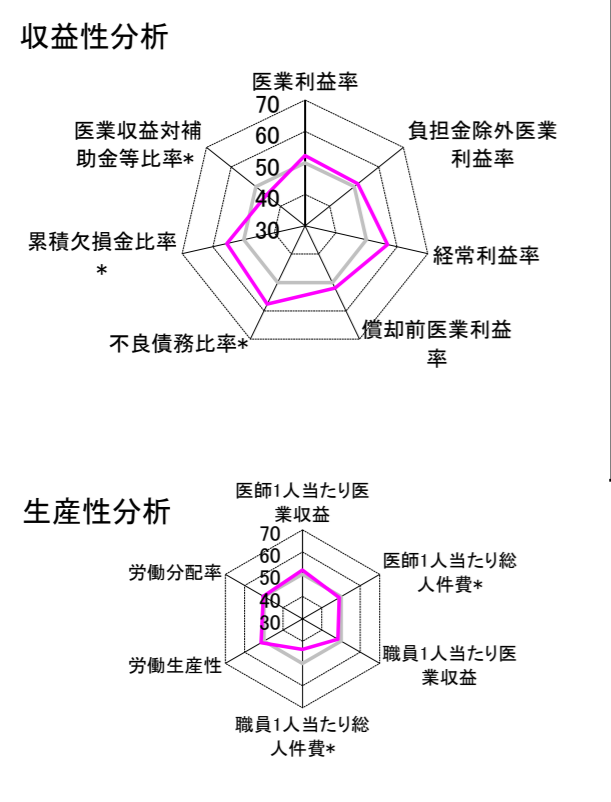 収益性分析
医業利益率
70
60
50
40
30
負担金除外医業
利益率
経常利益率
償却前医業利益
率
不良債務比率*
累積欠損金比率
*
医業収益対補
助金等比率*
生産性分析
医師1人当たり医
業収益
70
60
50
40
30
医師1人当たり総
人件費*
職員1人当たり医
業収益
職員1人当たり総
人件費*
労働生産性
労働分配率